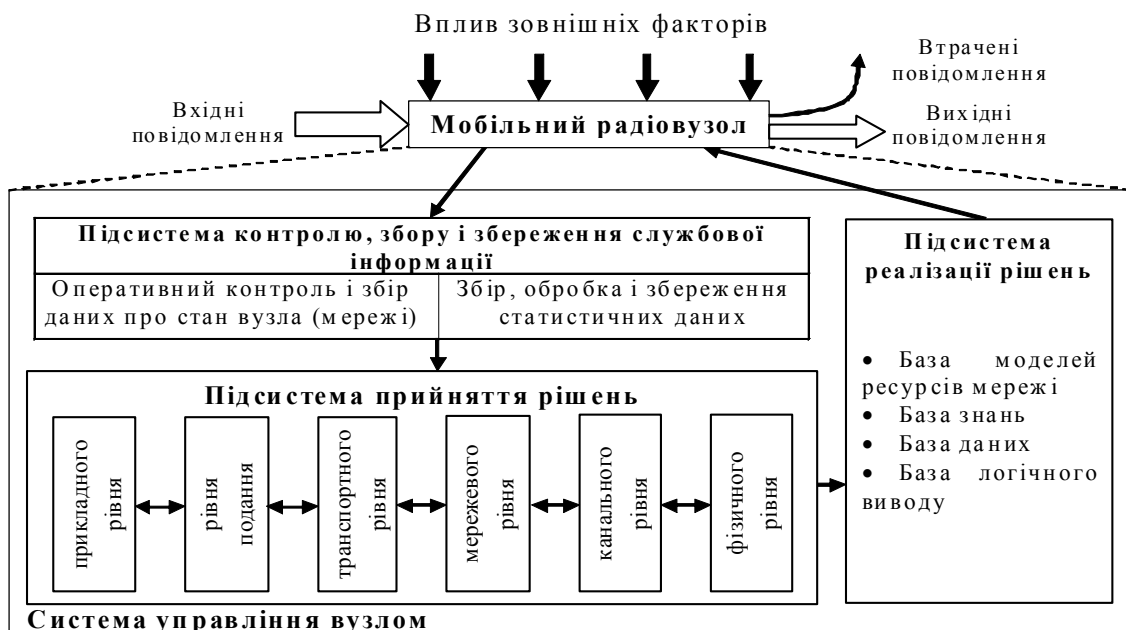 Вплив зовнішніх факторів
Втрачені
повідомлення
Вхідні
повідомлення
Мобільний радіовузол
Вихідні
повідомлення
Підсистема контролю, збору і збереження службової
інформації
Оперативний контроль і збір
даних про стан вузла (мережі)
Збір, обробка і збереження
статистичних даних
Підсистема прийняття рішень
прикладного
рівня
рівня
подання
транспортного
рівня
мережевого
рівня
канального
рівня
фізичного
рівня
Підсистема
реалізації рішень
• База моделей
ресурсів мережі
• База знань
• База даних
• База логічного
виводу
Система управління вузлом